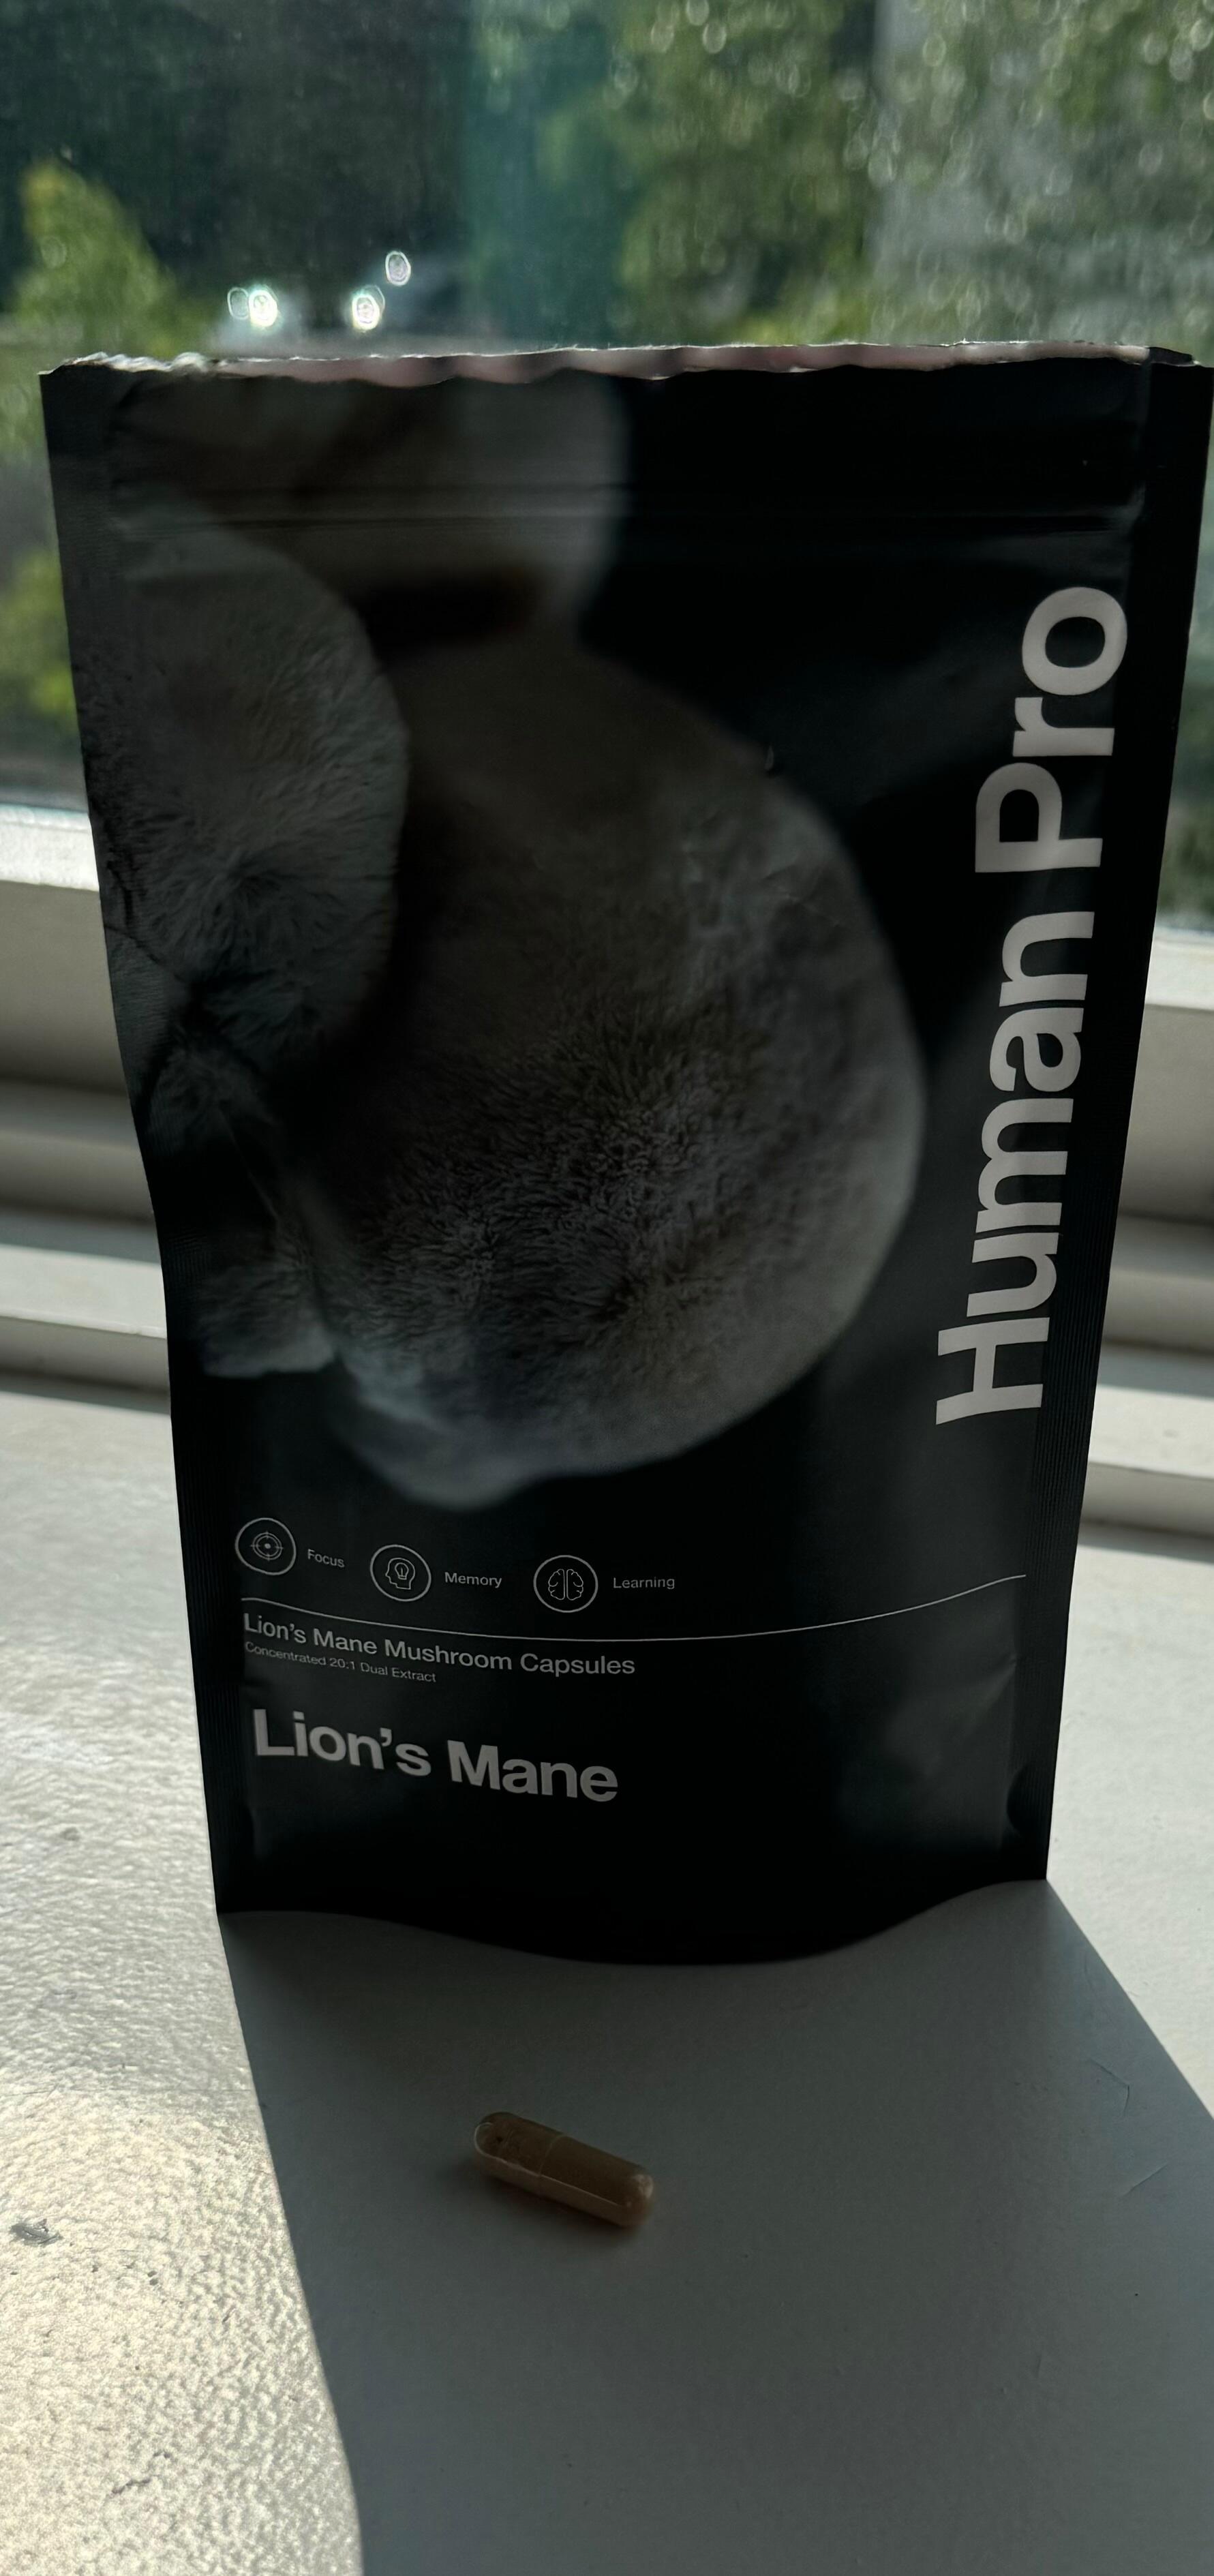 Human Pro
Focus
Memory
Learning
Lion's Mane Mushroom Capsules
Concentrated 20:1 Dual Extract
Lion's Mane